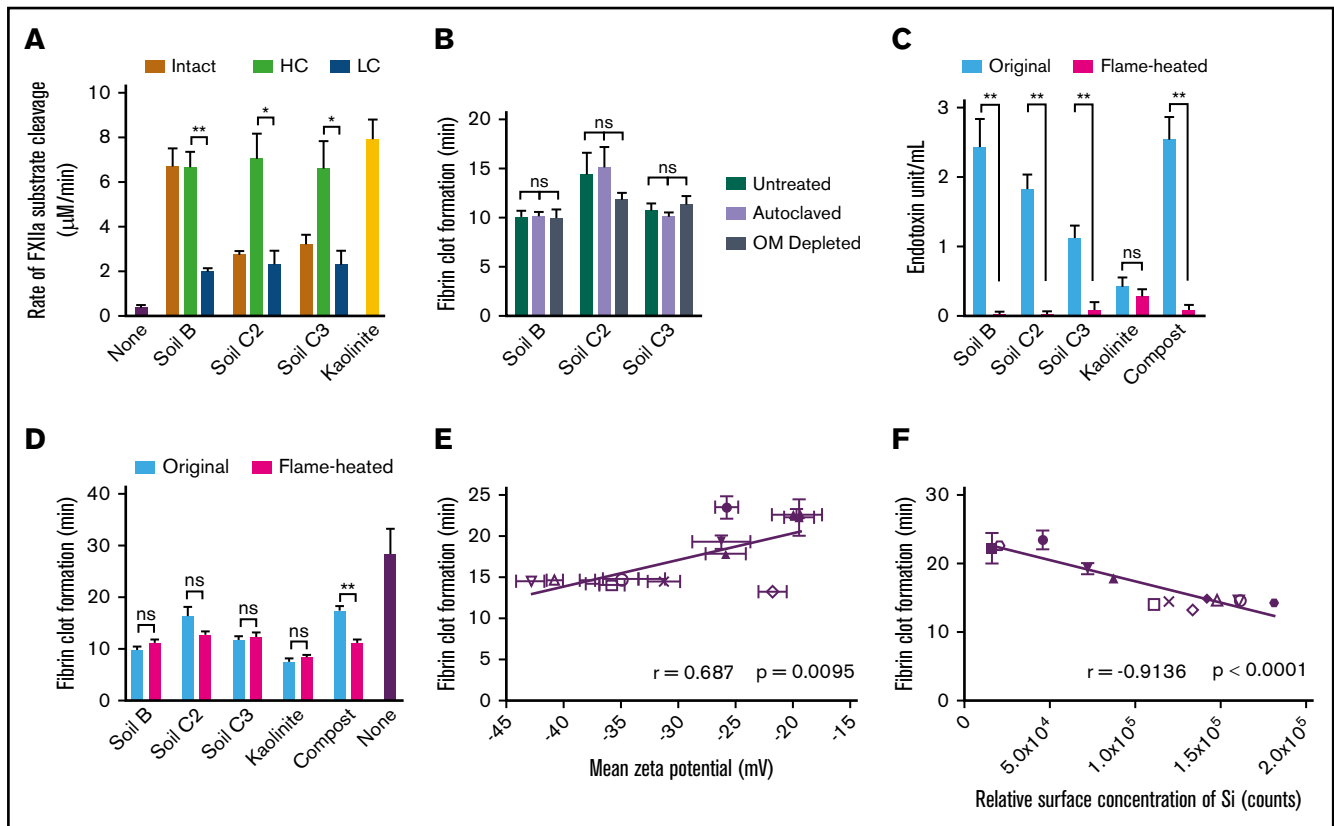 A
Intact HC LC
Rate of FXIIa substrate cleavage
(µM/min)
10
8
6
4
2
0
** * *
None Soil B Soil C2 Soil C3 Kaolinite
B
Fibrin clot formation (min)
20
15
10
5
0
ns ns ns
Untreated
Autoclaved
OM Depleted
Soil B Soil C2 Soil C3
C
Original Flame-heated
Endotoxin unit/mL
3
2
1
0
** ** ** ns **
Soil B Soil C2 Soil C3 Kaolinite Compost
D
Original Flame-heated
Fibrin clot formation (min)
40
30
20
10
0
ns ns ns ns **
Soil B Soil C2 Soil C3 Kaolinite Compost None
E
Fibrin clot formation (min)
25
20
15
10
5
0
r = 0.687 p = 0.0095
-45 -40 -35 -30 -25 -20 -15
Mean zeta potential (mV)
F
Fibrin clot formation (min)
30
20
10
0
r = -0.9136 p < 0.0001
0 5.0x10⁴ 1.0x10⁵ 1.5x10⁵ 2.0x10⁵
Relative surface concentration of Si (counts)